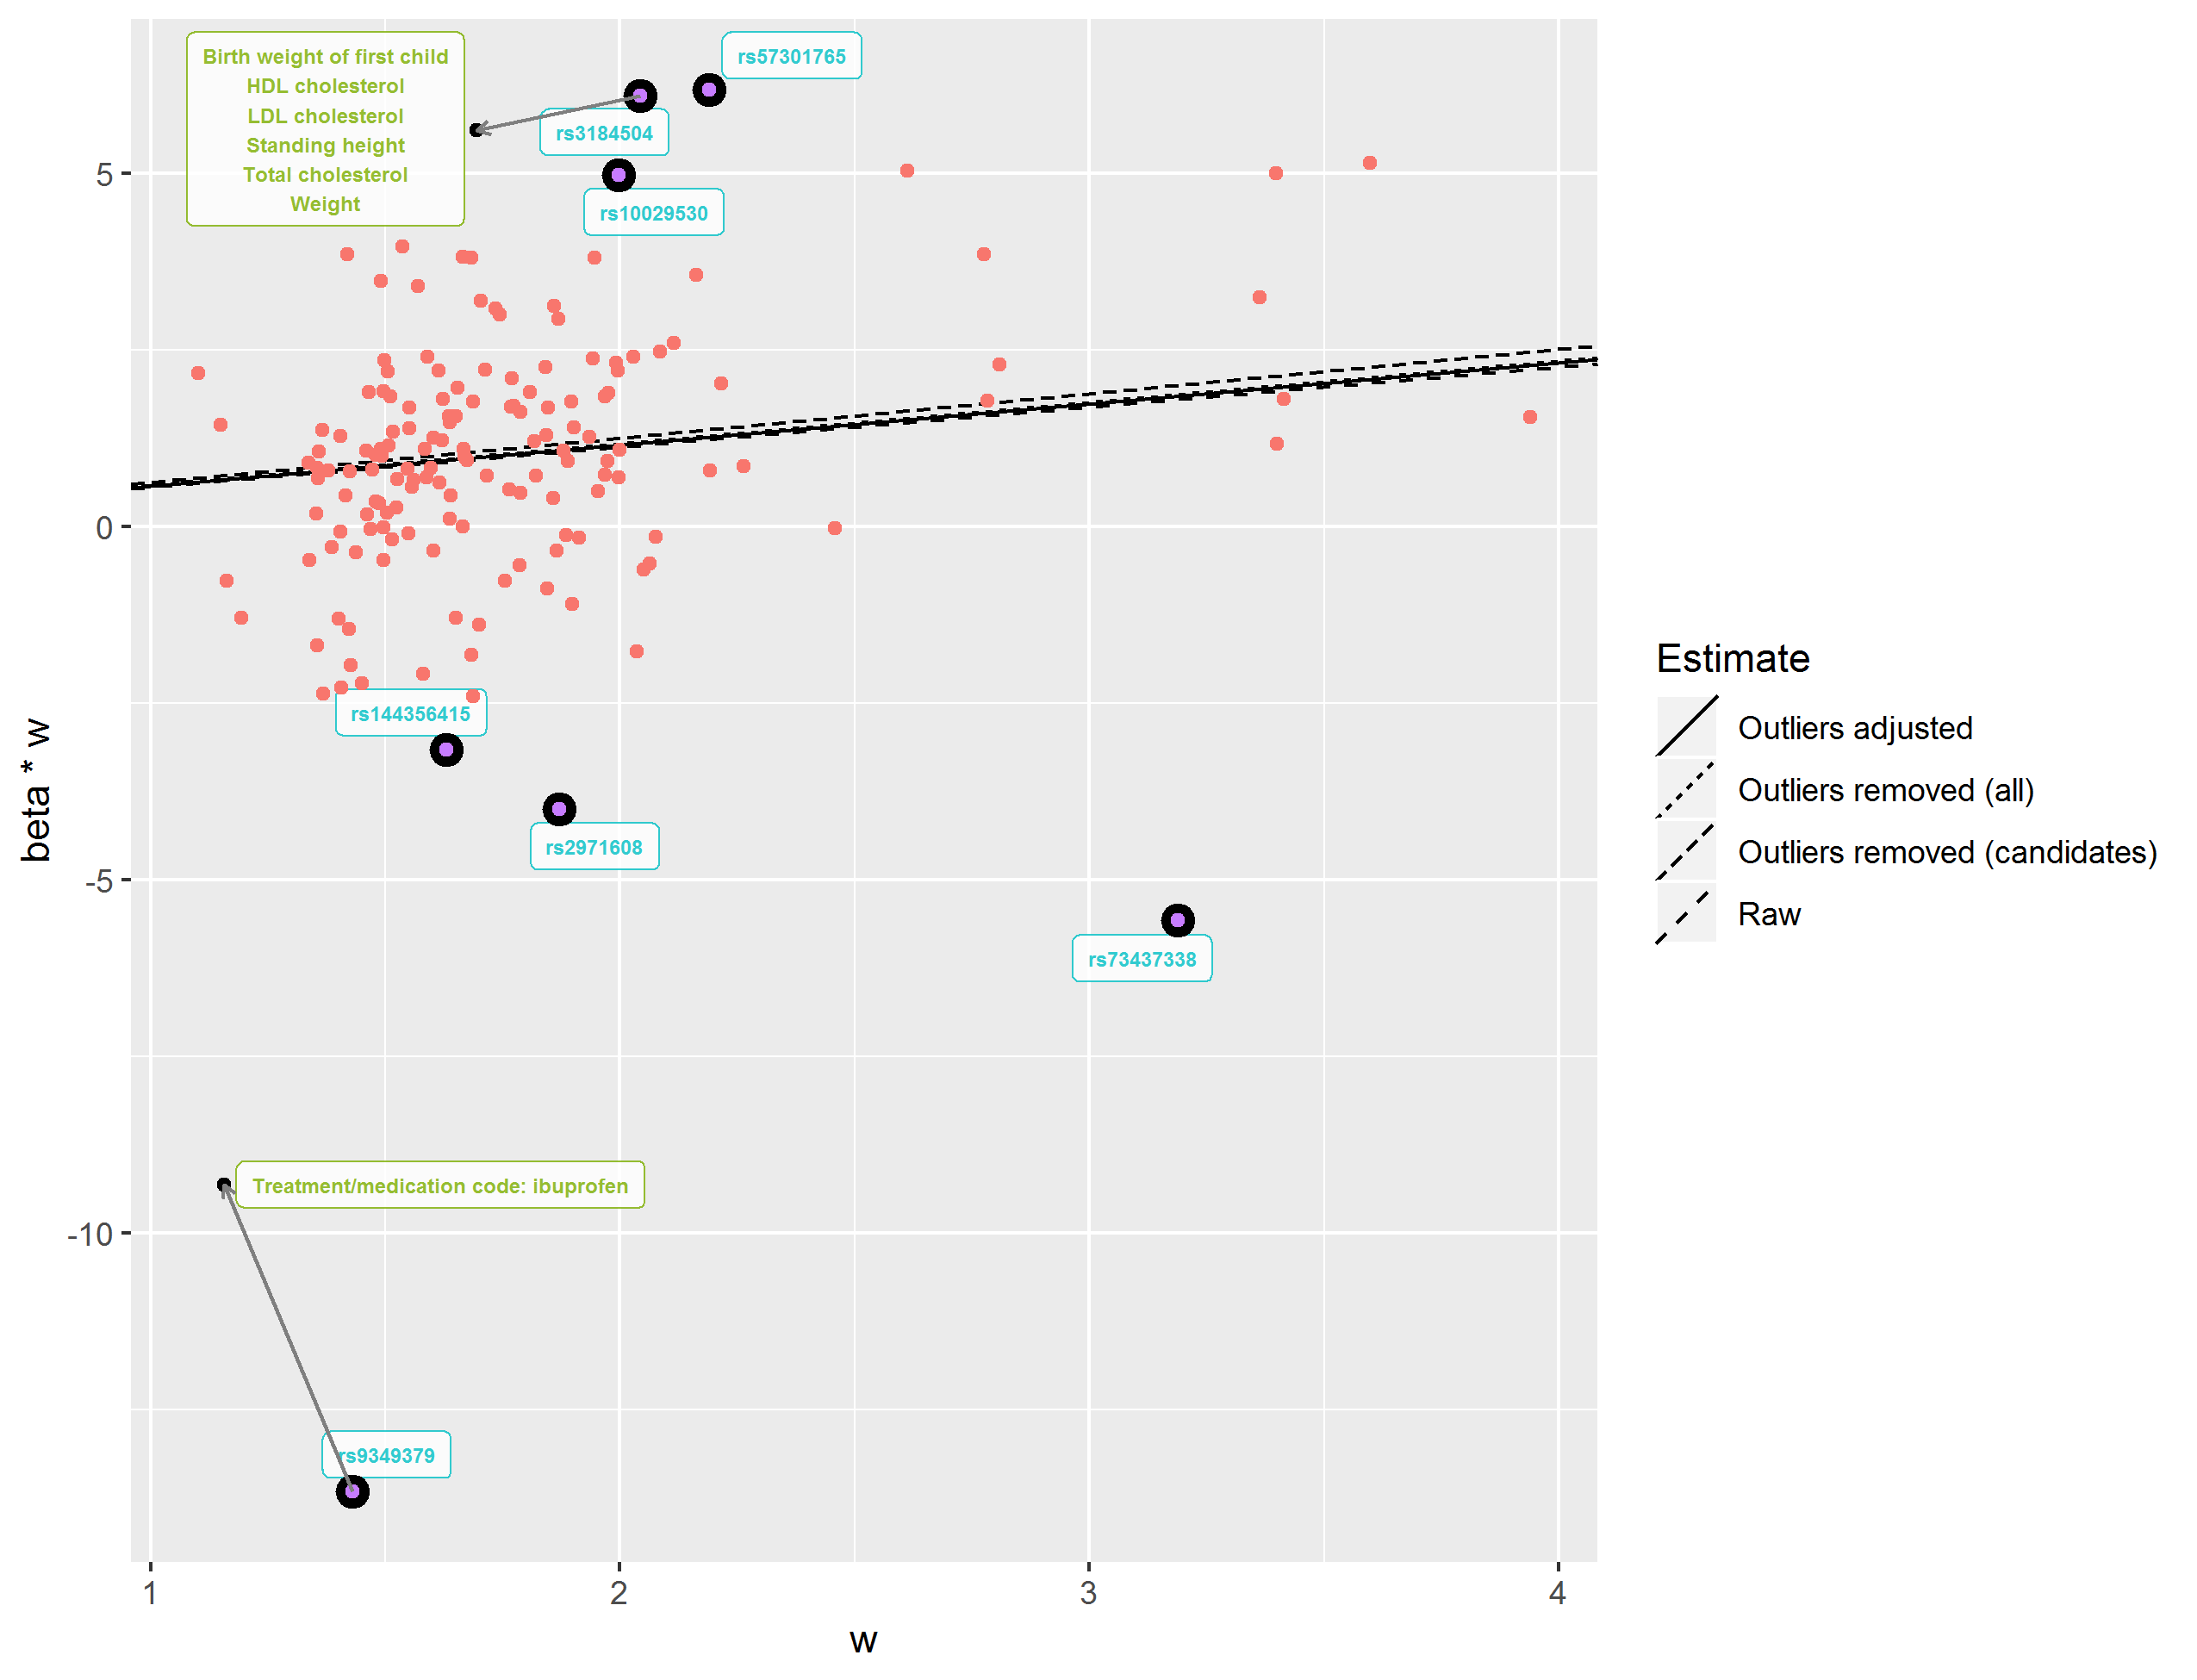 Birth weight of first child
HDL cholesterol
LDL cholesterol
Standing height
Total cholesterol
Weight
rs57301765
rs3184504
rs10029530
rs144356415
rs2971608
rs73437338
Treatment/medication code: ibuprofen
rs9349379
5
0
-5
-10
beta * w
1
2
3
4
w
Estimate
Outliers adjusted
Outliers removed (all)
Outliers removed (candidates)
Raw